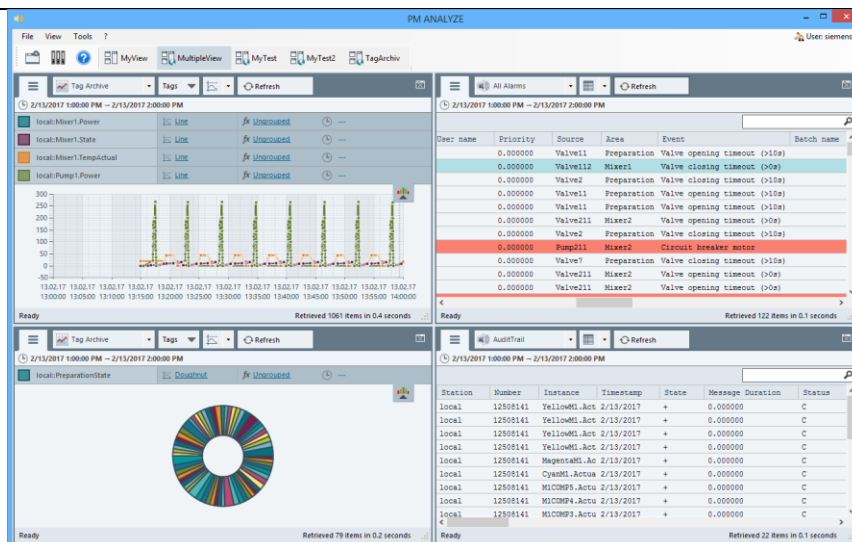 PM ANALYZE
File View Tools ?
User: siemens
MyView MultipleView MyTest MyTest2 TagArchiv
Tag Archive Tags Refresh
2/13/2017 1:00:00 PM - 2/13/2017 2:00:00 PM
local::Mixer1.Power Line fx Ungrouped ---
local::Mixer1.State Line fx Ungrouped ---
local::Mixer1.TempActual Line fx Ungrouped ---
local::Pump1.Power Line fx Ungrouped ---
300
250
200
150
100
50
0
-50
13.02.17 13.02.17 13.02.17 13.02.17 13.02.17 13.02.17 13.02.17 13.02.17 13.02.17 13.02.17 13.02.17 13.02.17 13.02.17
13:00:00 13:05:00 13:10:00 13:15:00 13:20:00 13:25:00 13:30:00 13:35:00 13:40:00 13:45:00 13:50:00 13:55:00 14:00:00
Ready Retrieved 1061 items in 0.4 seconds
All Alarms Refresh
2/13/2017 1:00:00 PM - 2/13/2017 2:00:00 PM
User name Priority Source Area Event Batch name
0.000000 Valve11 Preparation Valve opening timeout (>10s)
0.000000 Valve112 Mixer1 Valve closing timeout (>0s)
0.000000 Valve2 Preparation Valve closing timeout (>10s)
0.000000 Valve11 Preparation Valve opening timeout (>10s)
0.000000 Valve11 Preparation Valve opening timeout (>10s)
0.000000 Valve211 Mixer2 Valve opening timeout (>0s)
0.000000 Valve2 Preparation Valve closing timeout (>10s)
0.000000 Pump211 Mixer2 Circuit breaker motor
0.000000 Valve7 Preparation Valve closing timeout (>10s)
0.000000 Valve211 Mixer2 Valve opening timeout (>0s)
0.000000 Valve211 Mixer2 Valve closing timeout (>0s)
Ready Retrieved 122 items in 0.1 seconds
Tag Archive Tags Refresh
2/13/2017 1:00:00 PM - 2/13/2017 2:00:00 PM
local::PreparationState Doughnut fx Ungrouped ---
Ready Retrieved 79 items in 0.2 seconds
AuditTrail Refresh
2/13/2017 1:00:00 PM - 2/13/2017 2:00:00 PM
Station Number Instance Timestamp State Message Duration Status
local 12508141 YellowM1.Act 2/13/2017 + 0.000000 C
local 12508141 YellowM1.Act 2/13/2017 + 0.000000 C
local 12508141 YellowM1.Act 2/13/2017 + 0.000000 C
local 12508141 YellowM1.Act 2/13/2017 + 0.000000 C
local 12508141 MagentaM1.Ac 2/13/2017 + 0.000000 C
local 12508141 CyanM1.Actua 2/13/2017 + 0.000000 C
local 12508141 M1COMP5.Actu 2/13/2017 + 0.000000 C
local 12508141 M1COMP4.Actu 2/13/2017 + 0.000000 C
local 12508141 M1COMP3.Actu 2/13/2017 + 0.000000 C
Ready Retrieved 22 items in 0.1 seconds